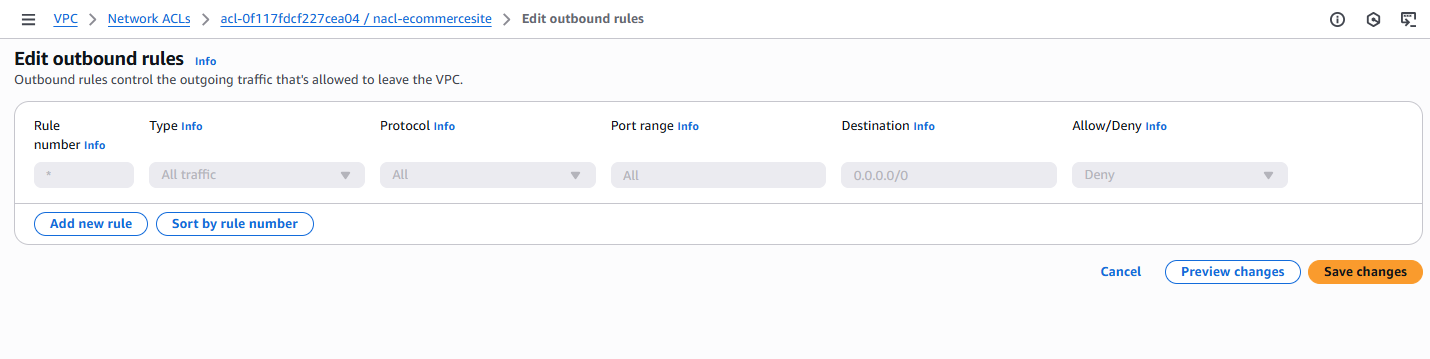 VPC > Network ACLs > acl-0f117fdcf227cea04 / nacl-ecommercesite > Edit outbound rules
Edit outbound rules Info
Outbound rules control the outgoing traffic that's allowed to leave the VPC.
Rule number Info
Type Info
Protocol Info
Port range Info
Destination Info
Allow/Deny Info
*
All traffic
All
All
0.0.0.0/0
Deny
Add new rule
Sort by rule number
Cancel
Preview changes
Save changes